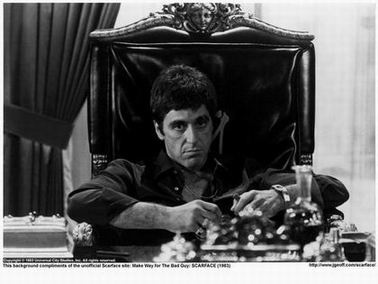 Copyright © 1983 Universal City Studios, Inc. All rights reserved.
This background compliments of the unofficial Scarface site: Make Way for The Bad Guy: SCARFACE (1983)
http://www.jgeoff.com/scarface/